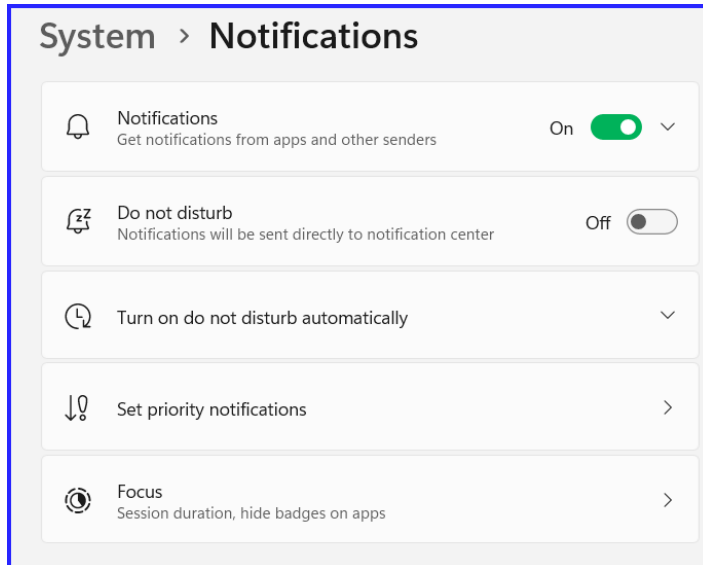 System > Notifications
Notifications
Get notifications from apps and other senders
On
Do not disturb
Notifications will be sent directly to notification center
Off
Turn on do not disturb automatically
Set priority notifications
Focus
Session duration, hide badges on apps